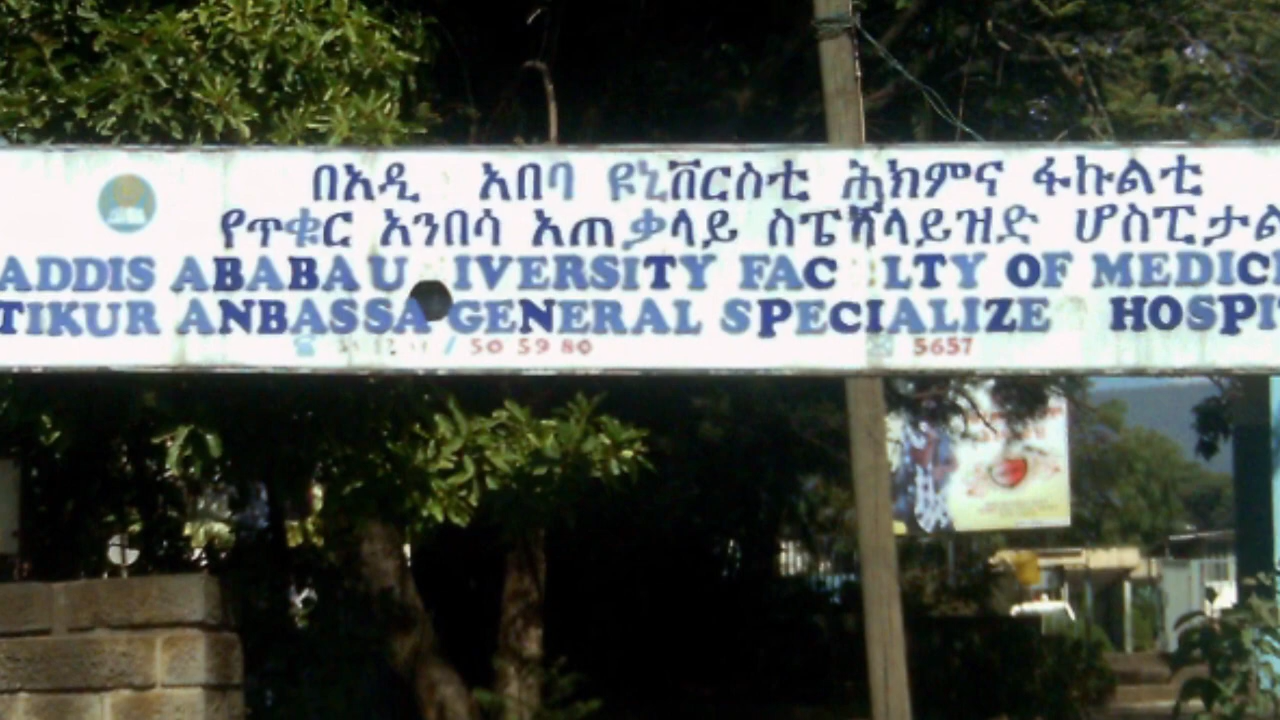 በአዲ አበባ ዩኒቨርስቲ ሕክምና ፋኩልቲ
የጥቁር አንበሳ አጠቃላይ ስፔሻላይዝድ ሆስፒታል
ADDIS ABABA U IVERSITY FAC LTY OF MEDIC
TIKUR ANBASSA GENERAL SPECIALIZE HOSPI
/ 50 59 80 5657